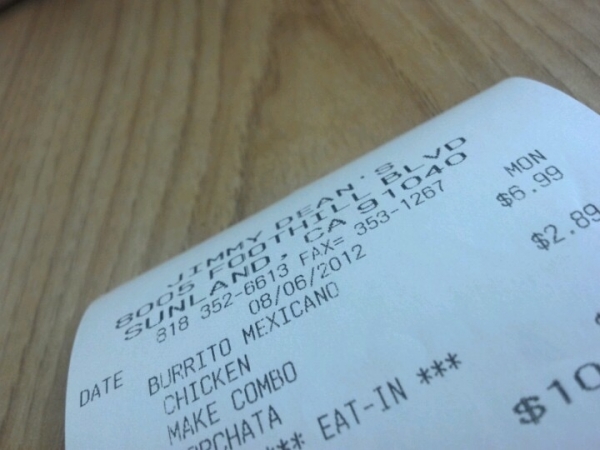 JIMMY DEAN'S
8005 FOOTHILL BLVD
SUNLAND, CA 91040
818 352-6613 FAX= 353-1267
DATE 08/06/2012 MON
BURRITO MEXICANO $6.99
CHICKEN
MAKE COMBO $2.89
*** EAT-IN ***
$10